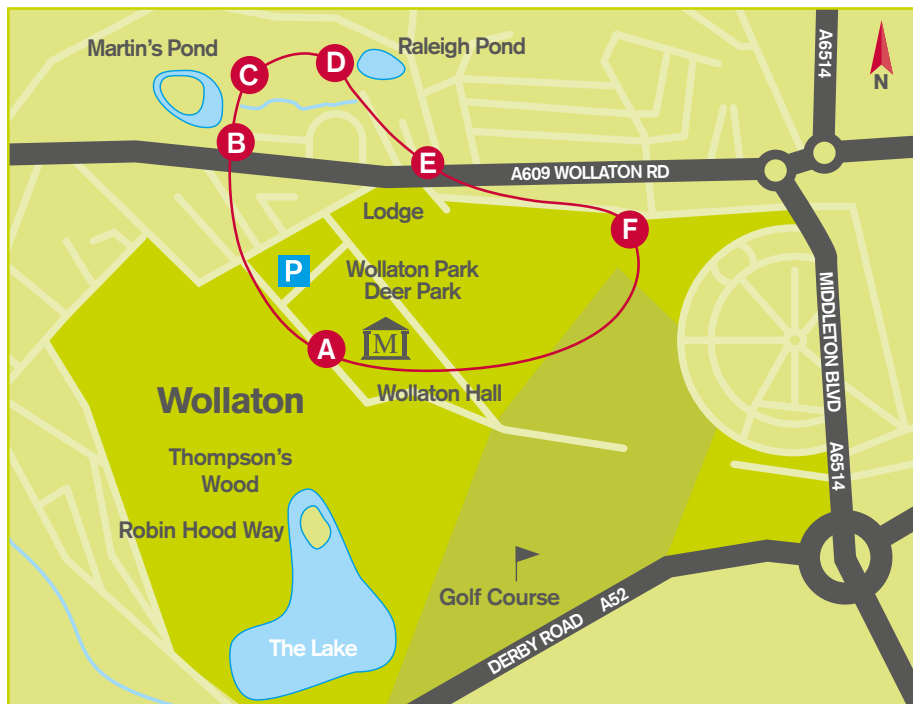 A6514
N
Martin's Pond
Raleigh Pond
D
C
B
E
A609 WOLLATON RD
Lodge
F
P
Wollaton Park
Deer Park
MIDDLETON BLVD
A
M
Wollaton Hall
Wollaton
A6514
Thompson's
Wood
Robin Hood Way
Golf Course
DERBY ROAD A52
The Lake